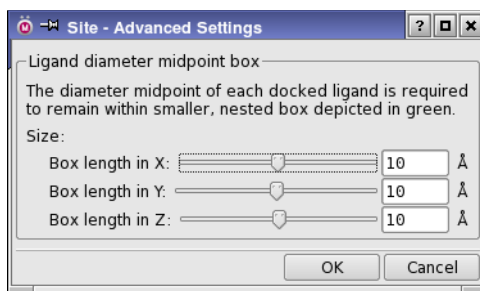 Site - Advanced Settings
Ligand diameter midpoint box
The diameter midpoint of each docked ligand is required
to remain within smaller, nested box depicted in green.
Size:
Box length in X: 10 Å
Box length in Y: 10 Å
Box length in Z: 10 Å
OK Cancel